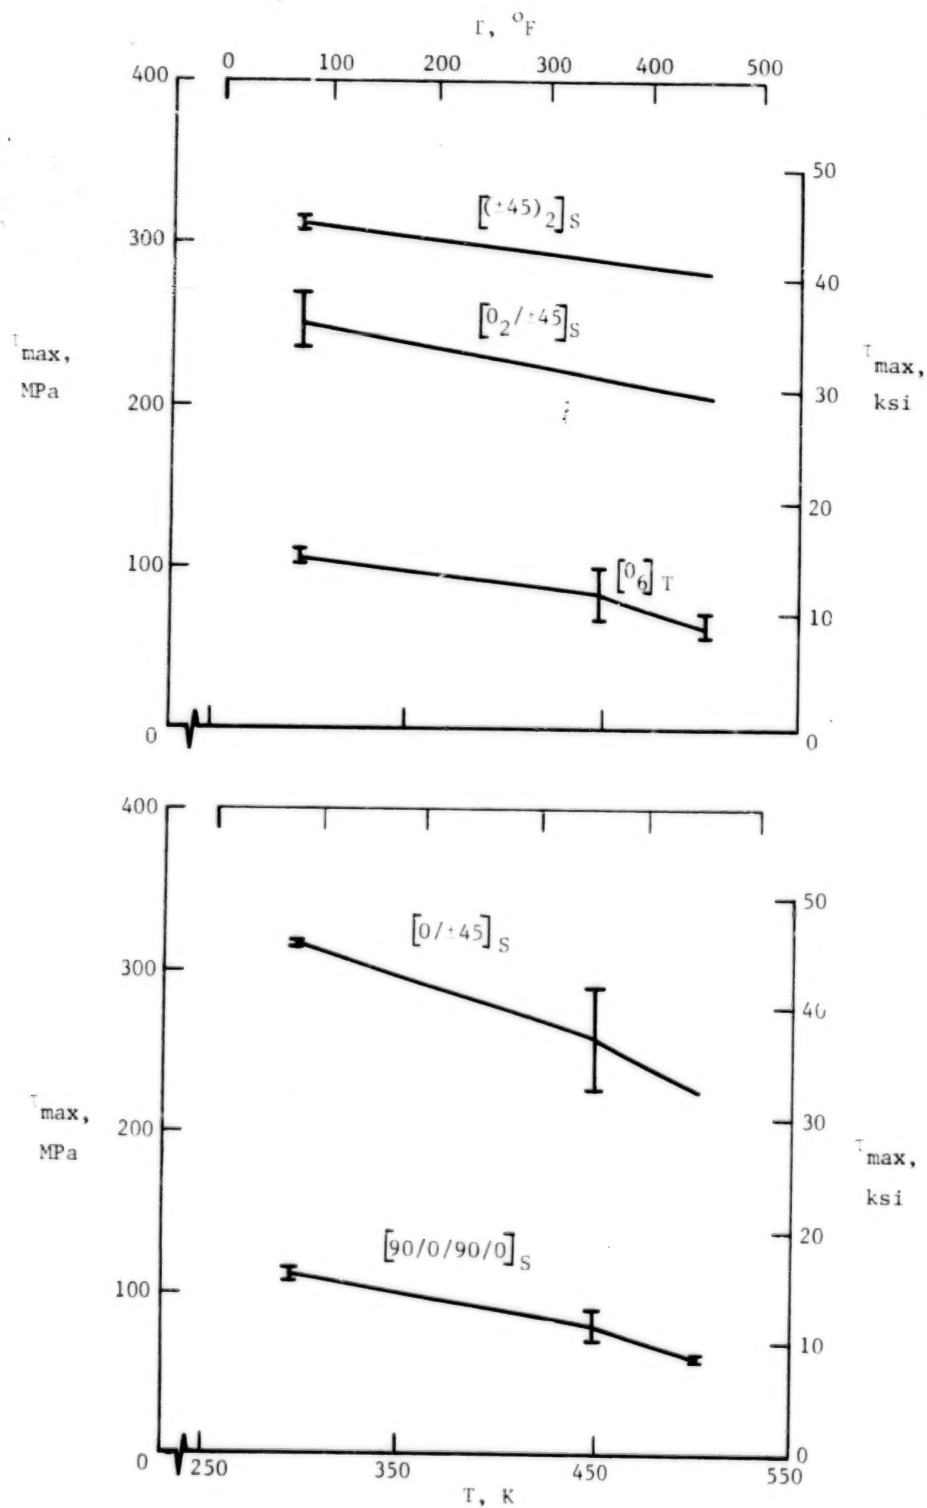 T, °F
0 100 200 300 400 500
400
50
[(±45)2]S
300
40
[02/±45]S
τmax, MPa
τmax, ksi
30
200
20
[06]T
100
10
0
0
400
50
[0/±45]S
300
40
τmax, MPa
200
30
τmax, ksi
20
[90/0/90/0]S
100
10
0
0
250 350 450 550
T, K